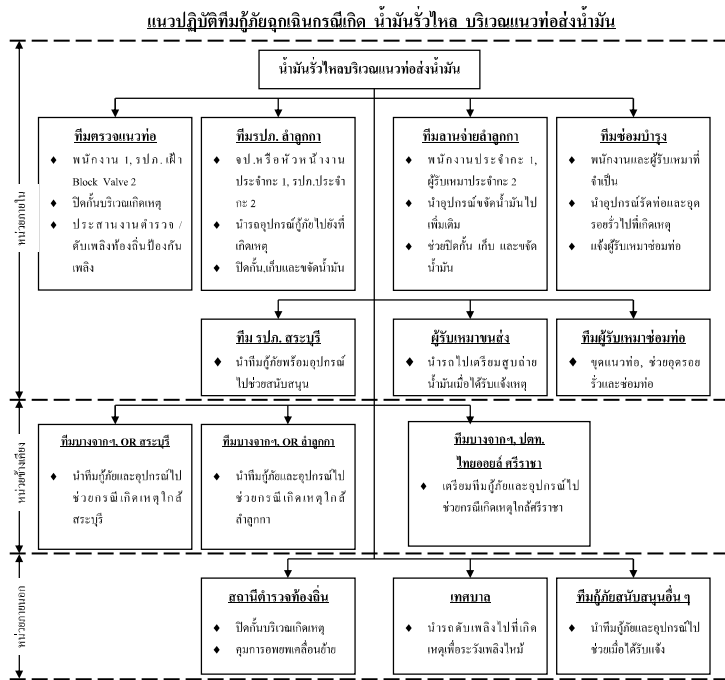 แนวปฏิบัติทีมกู้ภัยฉุกเฉินกรณีเกิด น้ำมันรั่วไหล บริเวณแนวท่อส่งน้ำมัน
น้ำมันรั่วไหลบริเวณแนวท่อส่งน้ำมัน
หน่วยภายใน
ทีมตรวจแนวท่อ
♦ พนักงาน 1, รปภ. เฝ้า
Block Valve 2
♦ ปิดกั้นบริเวณเกิดเหตุ
♦ ประสานงานตำรวจ /
ดับเพลิงท้องถิ่นป้องกัน
เพลิง
ทีมรปภ. ลำลูกกา
♦ จป.หรือหัวหน้างาน
ประจำกะ 1, รปภ.ประจำ
กะ 2
♦ นำรถอุปกรณ์กู้ภัยไปยังที่
เกิดเหตุ
♦ ปิดกั้น,เก็บและขจัดน้ำมัน
ทีมลานจ่ายลำลูกกา
♦ พนักงานประจำกะ 1,
ผู้รับเหมาประจำกะ 2
♦ นำอุปกรณ์ขจัดน้ำมันไป
เพิ่มเติม
♦ ช่วยปิดกั้น เก็บ และขจัด
น้ำมัน
ทีมซ่อมบำรุง
♦ พนักงานและผู้รับเหมาที่
จำเป็น
♦ นำอุปกรณ์รัดท่อและอุด
รอยรั่วไปที่เกิดเหตุ
♦ แจ้งผู้รับเหมาซ่อมท่อ
ทีม รปภ. สระบุรี
♦ นำทีมกู้ภัยพร้อมอุปกรณ์
ไปช่วยสนับสนุน
ผู้รับเหมาขนส่ง
♦ นำรถไปเตรียมสูบถ่าย
น้ำมันเมื่อได้รับแจ้งเหตุ
ทีมผู้รับเหมาซ่อมท่อ
♦ ขุดแนวท่อ, ช่วยอุดรอย
รั่วและซ่อมท่อ
หน่วยข้างเคียง
ทีมบางจากฯ, OR สระบุรี
♦ นำทีมกู้ภัยและอุปกรณ์ไป
ช่วยกรณีเกิดเหตุใกล้
สระบุรี
ทีมบางจากฯ, OR ลำลูกกา
♦ นำทีมกู้ภัยและอุปกรณ์ไป
ช่วยกรณีเกิดเหตุใกล้
ลำลูกกา
ทีมบางจากฯ, ปตท.
ไทยออยล์ ศรีราชา
♦ เตรียมทีมกู้ภัยและอุปกรณ์ไป
ช่วยกรณีเกิดเหตุใกล้ศรีราชา
หน่วยภายนอก
สถานีตำรวจท้องถิ่น
♦ ปิดกั้นบริเวณเกิดเหตุ
♦ คุมการอพยพเคลื่อนย้าย
เทศบาล
♦ นำรถดับเพลิงไปที่เกิด
เหตุเพื่อระวังเพลิงไหม้
ทีมกู้ภัยสนับสนุนอื่น ๆ
♦ นำทีมกู้ภัยและอุปกรณ์ไป
ช่วยเมื่อได้รับแจ้ง